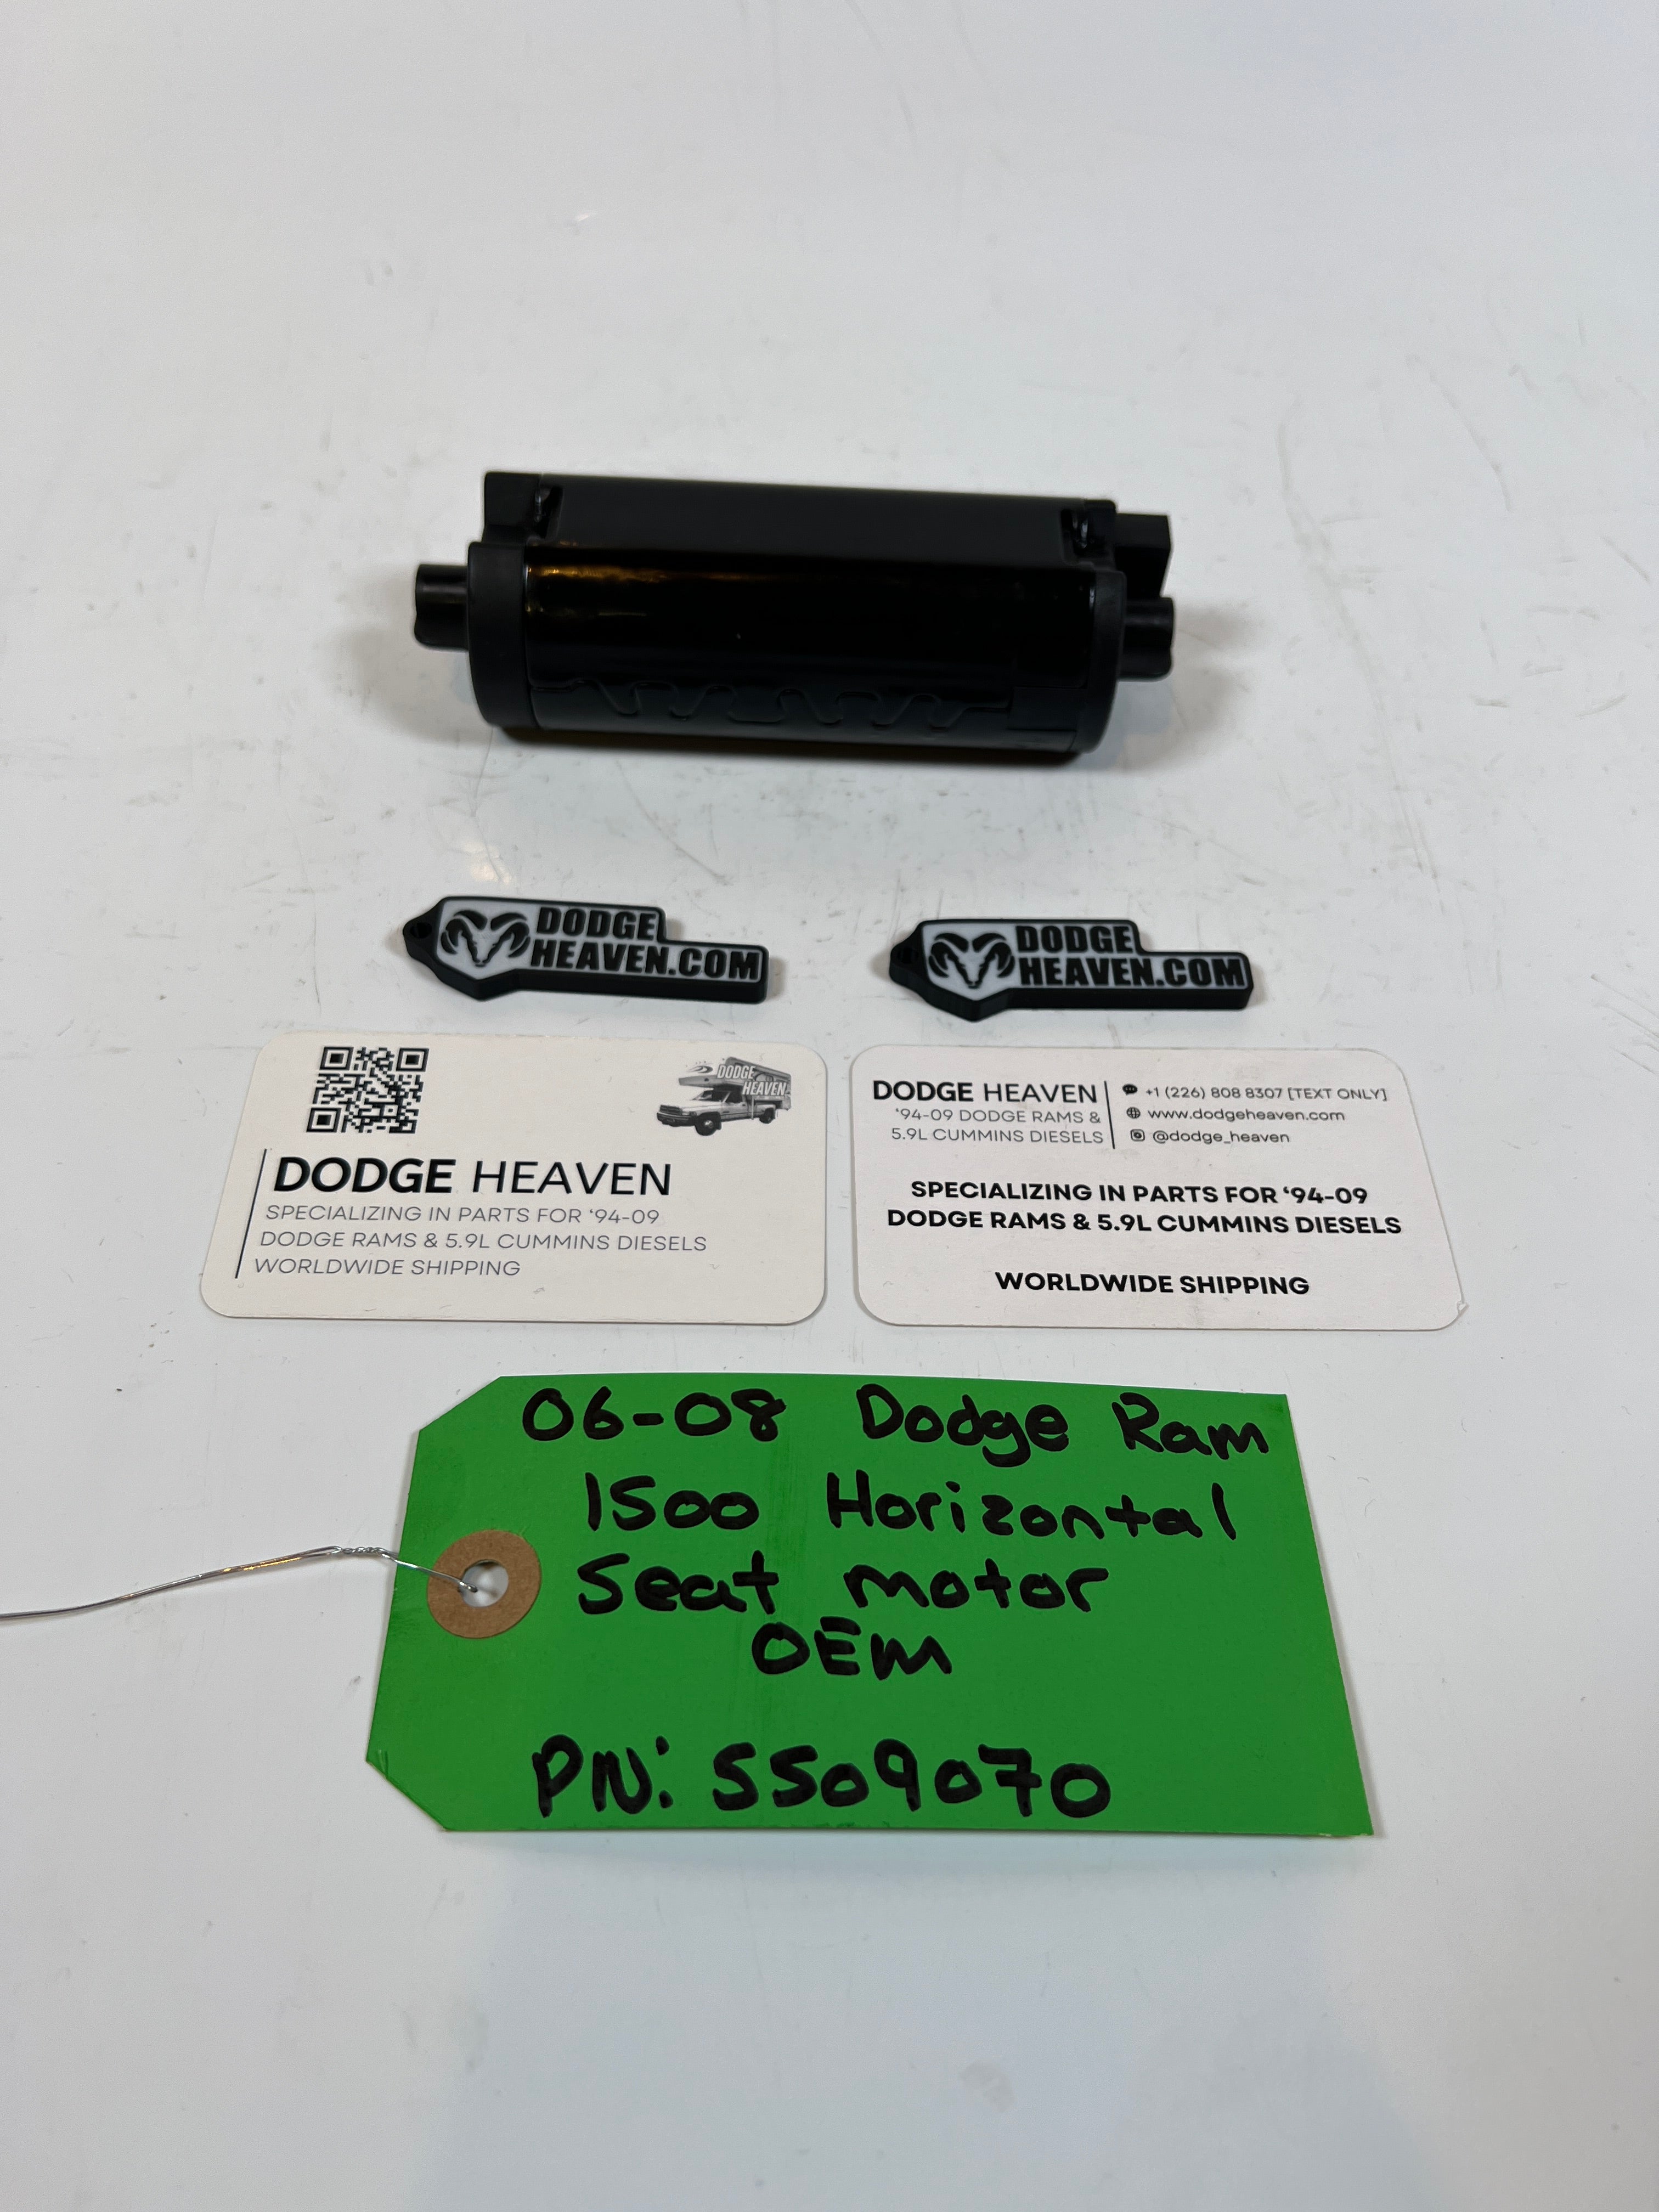 DODGE
HEAVEN.COM
DODGE
HEAVEN.COM
DODGE
HEAVEN
DODGE HEAVEN
SPECIALIZING IN PARTS FOR ‘94-09
DODGE RAMS & 5.9L CUMMINS DIESELS
WORLDWIDE SHIPPING
DODGE HEAVEN
‘94-09 DODGE RAMS &
5.9L CUMMINS DIESELS
+1 (226) 808 8307 [TEXT ONLY]
www.dodgeheaven.com
@dodge_heaven
SPECIALIZING IN PARTS FOR ‘94-09
DODGE RAMS & 5.9L CUMMINS DIESELS
WORLDWIDE SHIPPING
06-08 Dodge Ram
1500 Horizontal
Seat motor
OEM
PN: 5509070